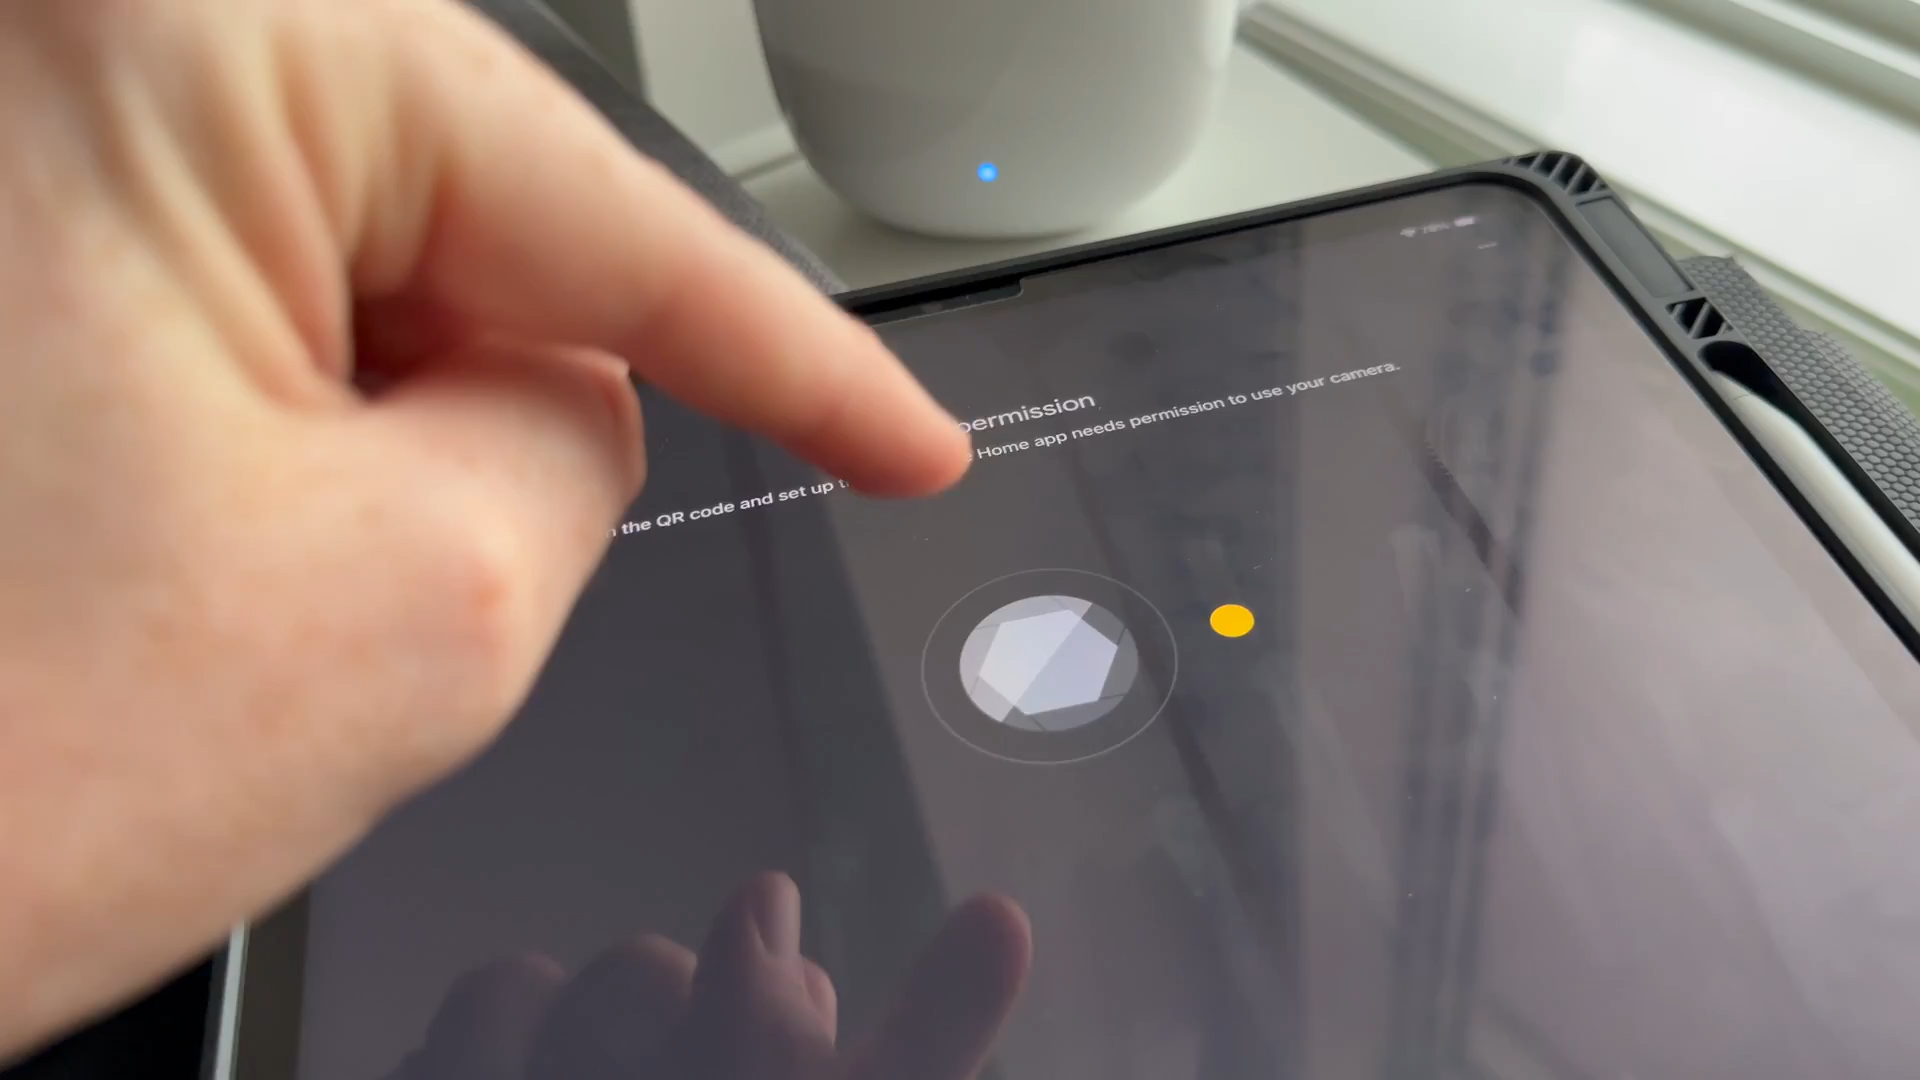 permission
the QR code and set up
Home app needs permission to use your camera.